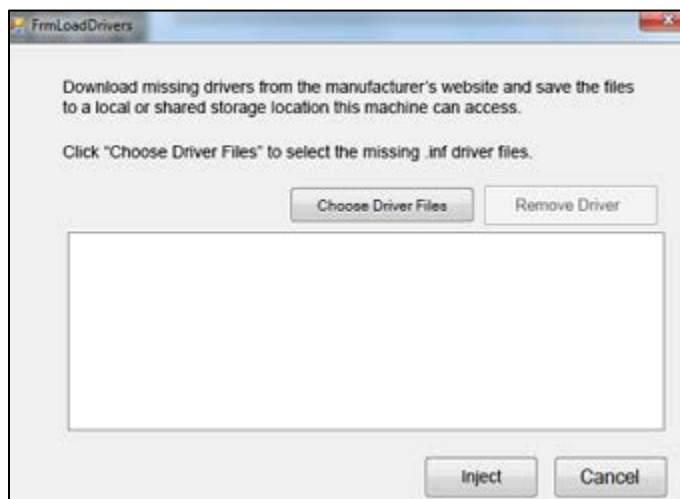 FrmLoadDrivers
Download missing drivers from the manufacturer's website and save the files
to a local or shared storage location this machine can access.
Click "Choose Driver Files" to select the missing .inf driver files.
Choose Driver Files
Remove Driver
Inject
Cancel